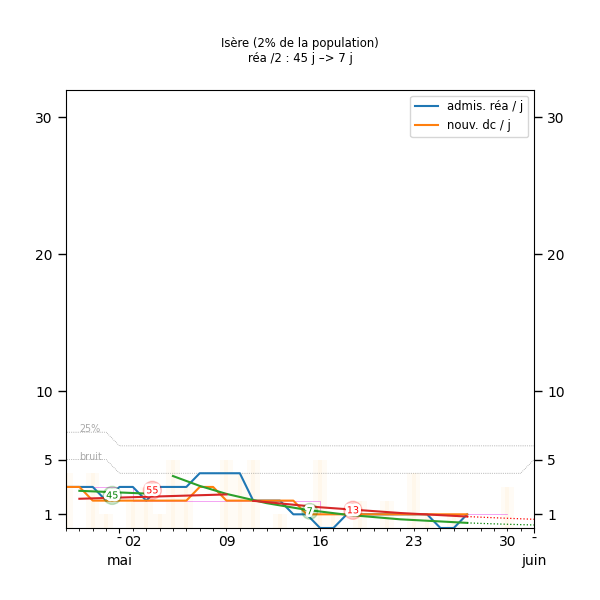 Isère (2% de la population)
réa /2 : 45 j –> 7 j
admis. réa / j
nouv. dc / j
30
30
20
20
10
10
25%
bruit
5
5
45
55
7
13
1
1
02
09
16
23
30
mai
juin